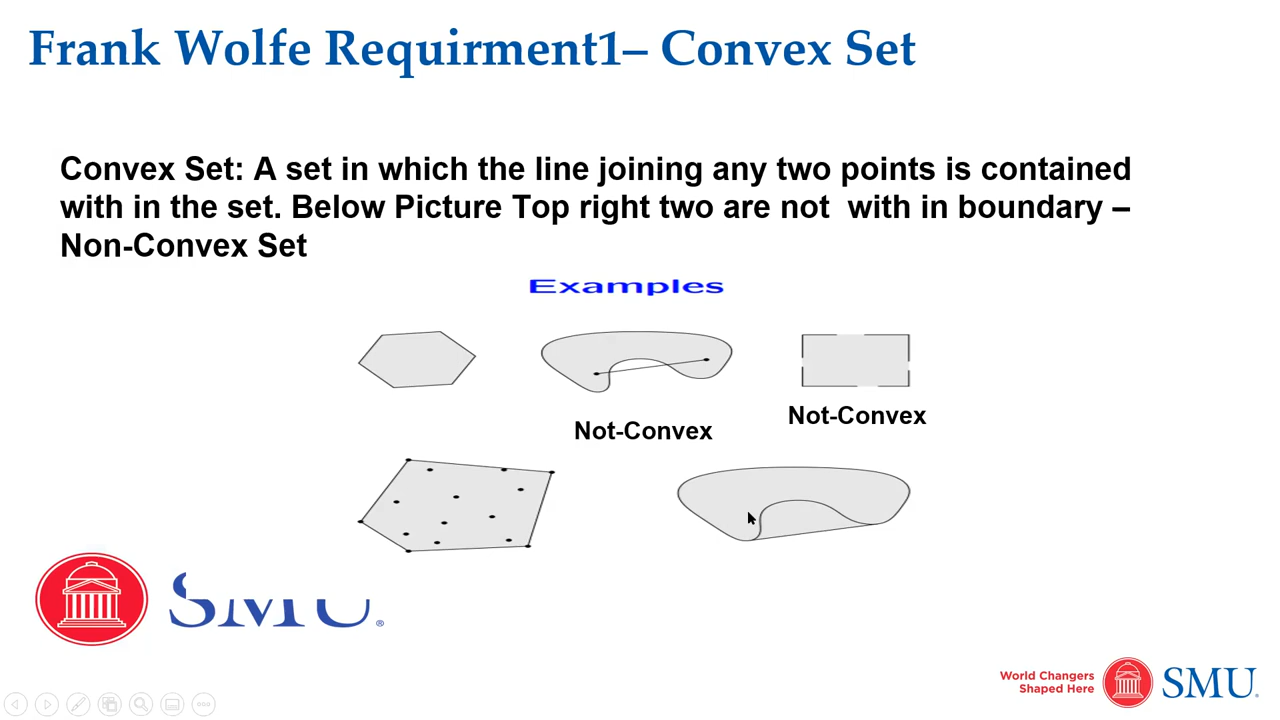 Frank Wolfe Requirment1– Convex Set
Convex Set: A set in which the line joining any two points is contained
with in the set. Below Picture Top right two are not with in boundary –
Non-Convex Set
Examples
Not-Convex
Not-Convex
SMU®
World Changers
Shaped Here
SMU®